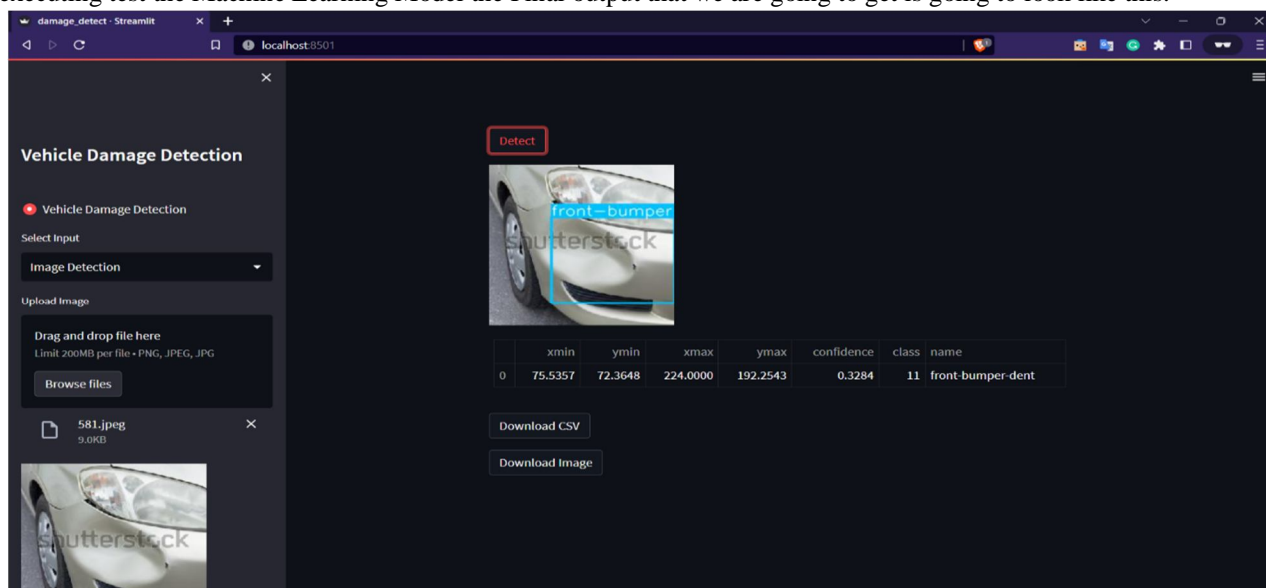 executing test the Machine Learning Model the Final output that we are going to get is going to look like this.
damage_detect · Streamlit
localhost:8501
Vehicle Damage Detection
Vehicle Damage Detection
Select Input
Image Detection
Upload Image
Drag and drop file here
Limit 200MB per file • PNG, JPEG, JPG
Browse files
581.jpeg
9.0KB
shutterstock
Detect
front-bumper
shutterstock
xmin ymin xmax ymax confidence class name
0 75.5357 72.3648 224.0000 192.2543 0.3284 11 front-bumper-dent
Download CSV
Download Image